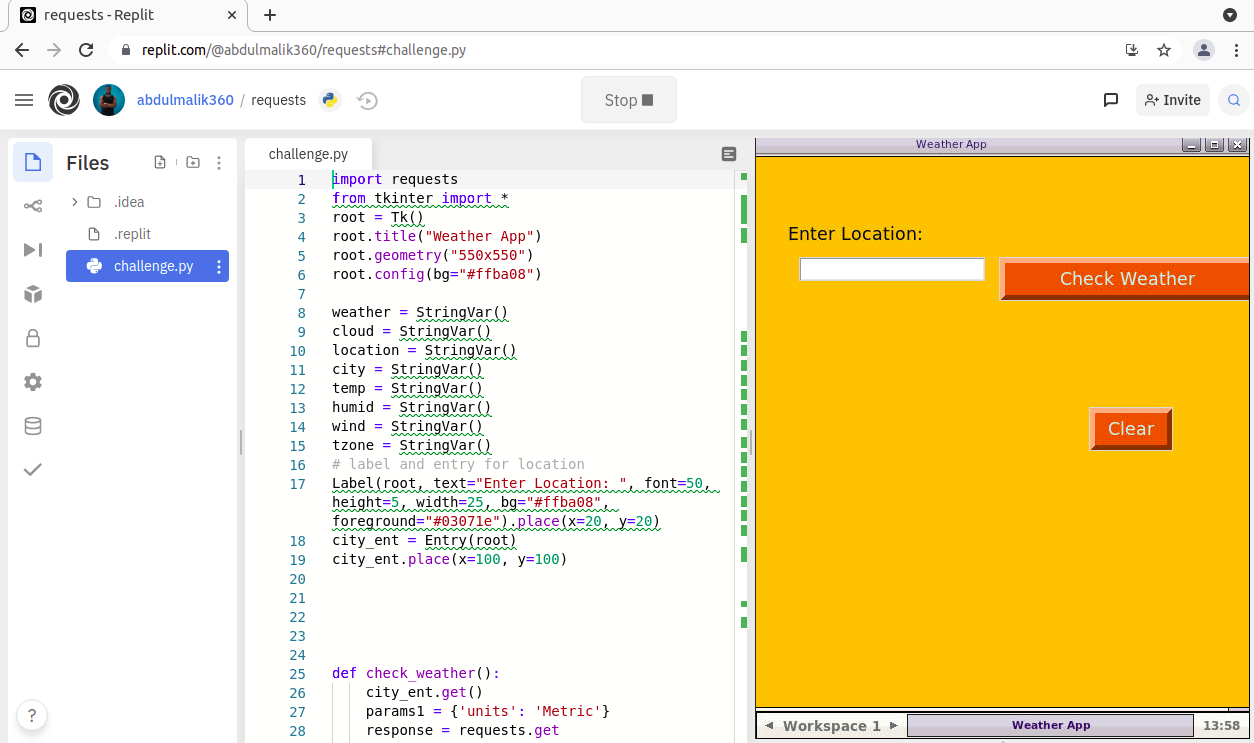 requests - Replit
replit.com/@abdulmalik360/requests#challenge.py
abdulmalik360 / requests
Stop
Invite
Files
.idea
.replit
challenge.py
challenge.py
1 import requests
2 from tkinter import *
3 root = Tk()
4 root.title("Weather App")
5 root.geometry("550x550")
6 root.config(bg="#ffba08")
7
8 weather = StringVar()
9 cloud = StringVar()
10 location = StringVar()
11 city = StringVar()
12 temp = StringVar()
13 humid = StringVar()
14 wind = StringVar()
15 tzone = StringVar()
16 # label and entry for location
17 Label(root, text="Enter Location: ", font=50,
height=5, width=25, bg="#ffba08",
foreground="#03071e").place(x=20, y=20)
18 city_ent = Entry(root)
19 city_ent.place(x=100, y=100)
20
21
22
23
24
25 def check_weather():
26 city_ent.get()
27 params1 = {'units': 'Metric'}
28 response = requests.get
?
Weather App
Enter Location:
Check Weather
Clear
Workspace 1
Weather App
13:58